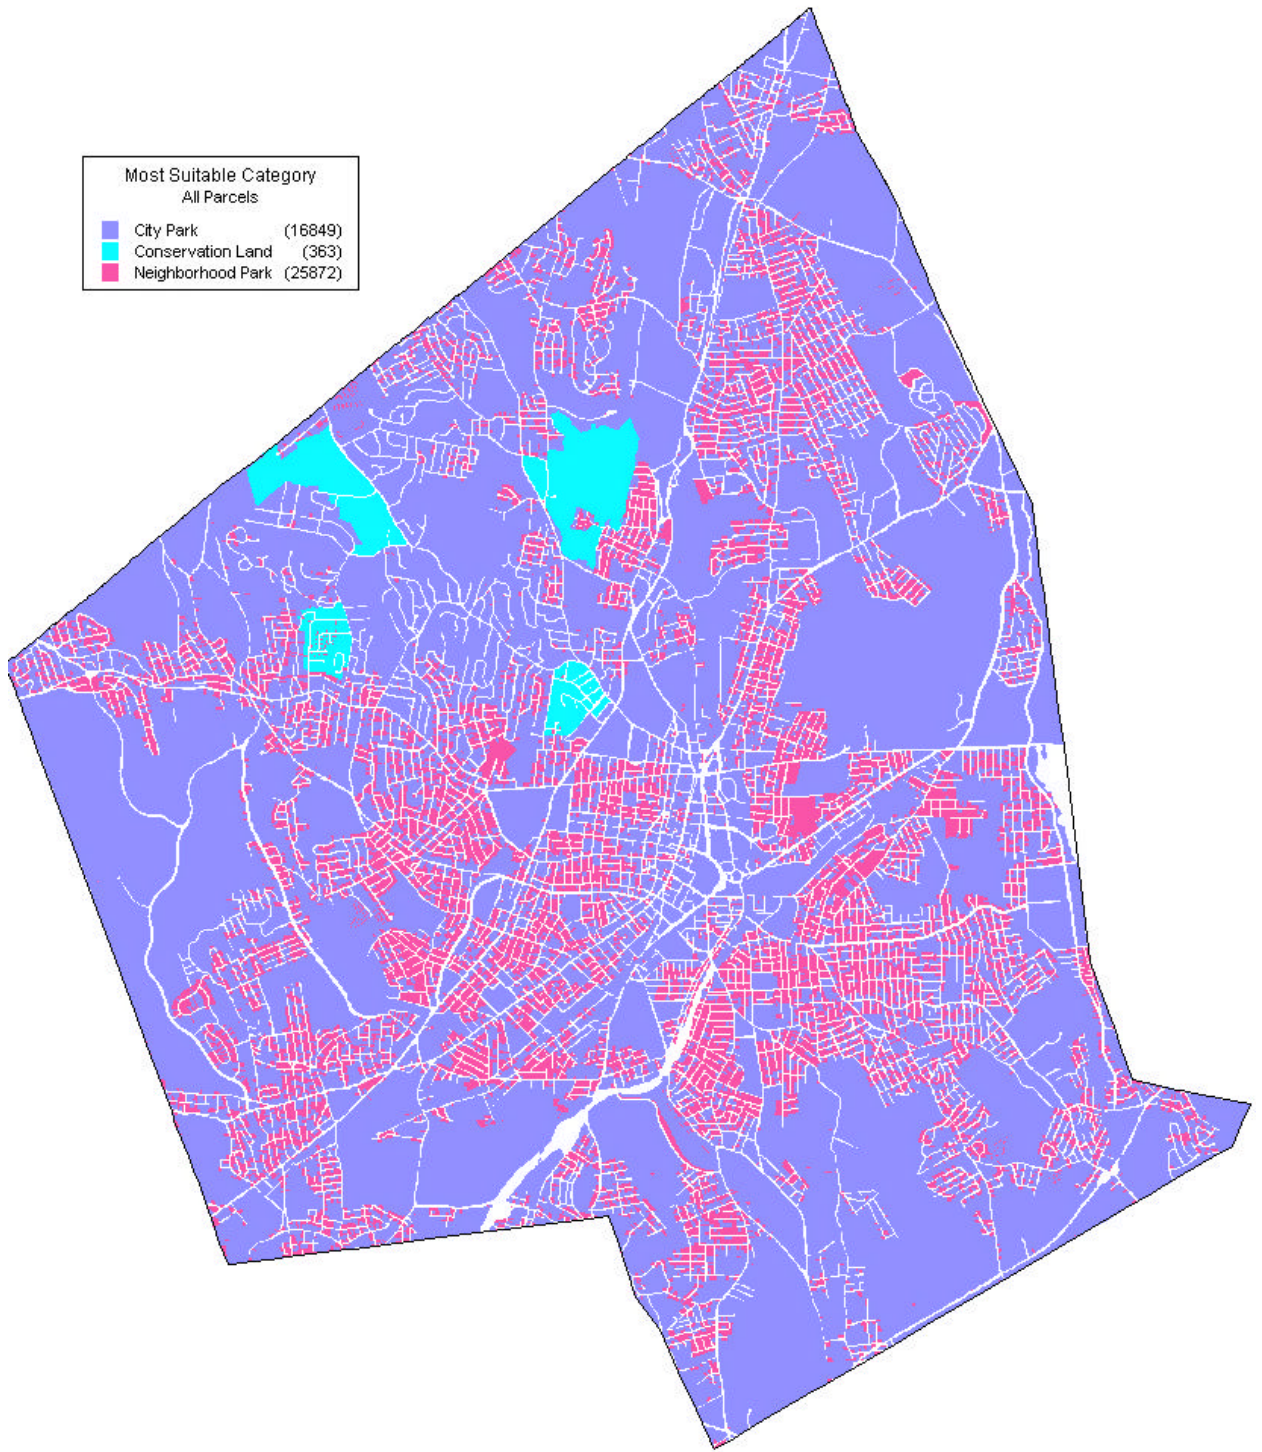 Most Suitable Category
All Parcels
City Park (16849)
Conservation Land (363)
Neighborhood Park (25872)